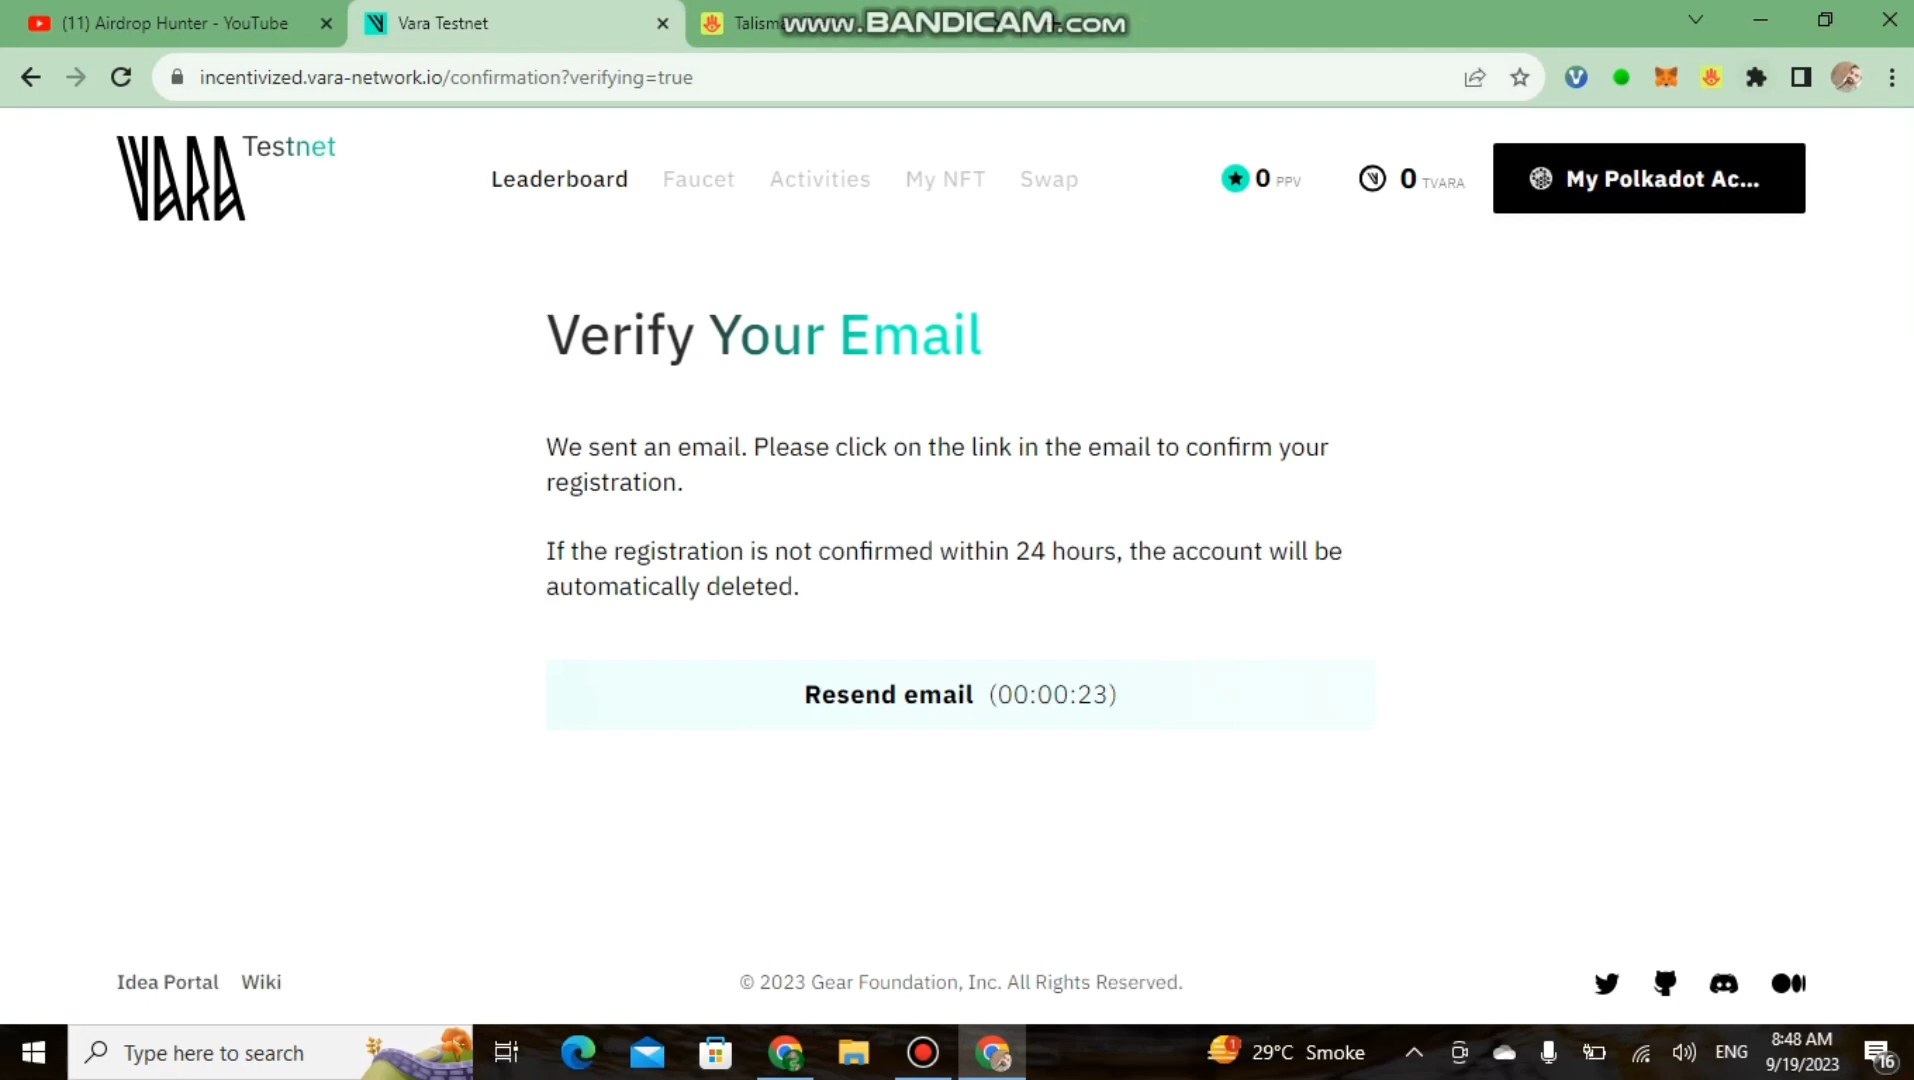 (11) Airdrop Hunter - YouTube
Vara Testnet
Talism
www.BANDICAM.com
incentivized.vara-network.io/confirmation?verifying=true
VARA
Testnet
Leaderboard
Faucet
Activities
My NFT
Swap
0 PPV
0 TVARA
My Polkadot Ac...
Verify Your Email
We sent an email. Please click on the link in the email to confirm your
registration.
If the registration is not confirmed within 24 hours, the account will be
automatically deleted.
Resend email (00:00:23)
Idea Portal
Wiki
© 2023 Gear Foundation, Inc. All Rights Reserved.
Type here to search
1
29°C Smoke
ENG
8:48 AM
9/19/2023
16